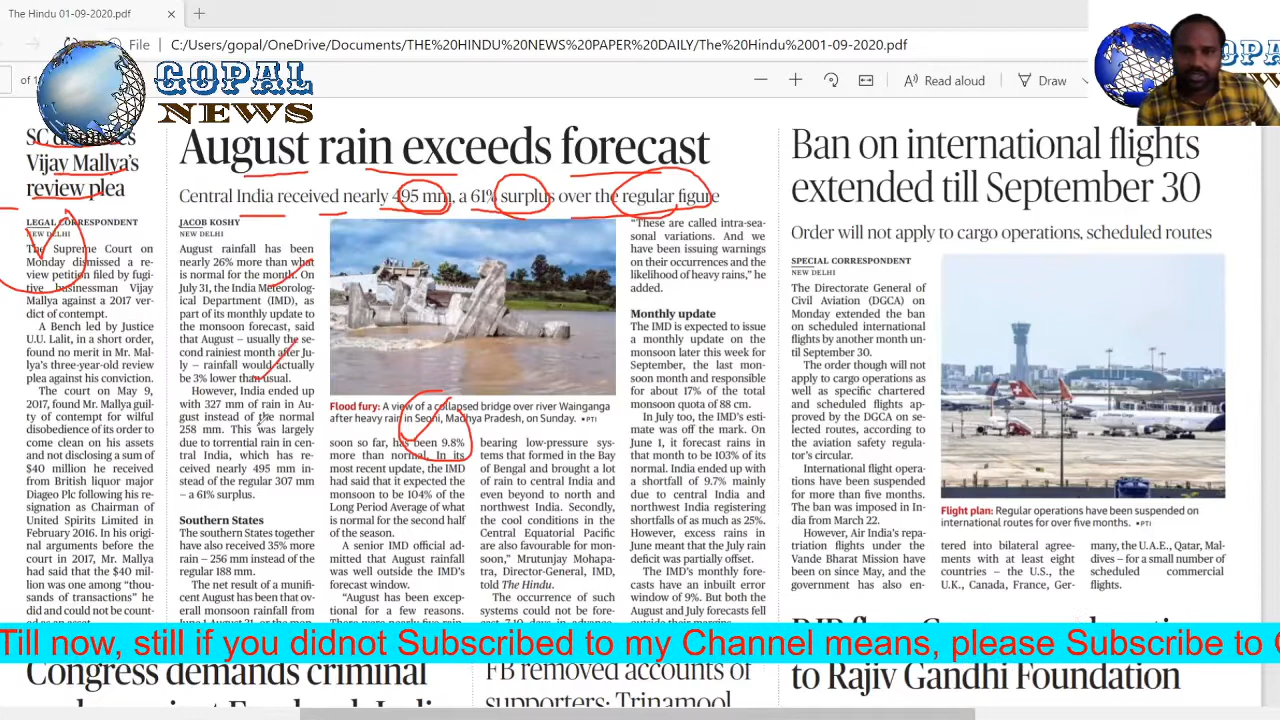 The Hindu 01-09-2020.pdf
File
C:/Users/gopal/OneDrive/Documents/THE%20HINDU%20NEWS%20PAPER%20DAILY/The%20Hindu%2001-09-2020.pdf
of 1
Read aloud
Draw
GOPAL
NEWS
SC
Vijay Mallya's
review plea
LEGAL CORRESPONDENT
NEW DELHI
The Supreme Court on
Monday dismissed a re-
view petition filed by fugi-
tive businessman Vijay
Mallya against a 2017 ver-
dict of contempt.
A Bench led by Justice
U.U. Lalit, in a short order,
found no merit in Mr. Mal-
lya's three-year-old review
plea against his conviction.
The court on May 9,
2017, found Mr. Mallya guil-
ty of contempt for wilful
disobedience of its order to
come clean on his assets
and not disclosing a sum of
$40 million he received
from British liquor major
Diageo Plc following his re-
signation as Chairman of
United Spirits Limited in
February 2016. In his origi-
nal arguments before the
court in 2017, Mr. Mallya
had said that the $40 mil-
lion was one among "thou-
sands of transactions" he
did and could not be count-
August rain exceeds forecast
Central India received nearly 495 mm, a 61% surplus over the regular figure
JACOB KOSHY
NEW DELHI
August rainfall has been
nearly 26% more than what
is normal for the month. On
July 31, the India Meteorolog-
ical Department (IMD), as
part of its monthly update to
the monsoon forecast, said
that August – usually the se-
cond rainiest month after Ju-
ly – rainfall would actually
be 3% lower than usual.
However, India ended up
with 327 mm of rain in Au-
gust instead of the normal
258 mm. This was largely
due to torrential rain in cen-
tral India, which has re-
ceived nearly 495 mm in-
stead of the regular 307 mm
– a 61% surplus.
Southern States
The southern States together
have also received 35% more
rain – 256 mm instead of the
regular 188 mm.
The net result of a munifi-
cent August has been that ov-
erall monsoon rainfall from
Flood fury: A view of a collapsed bridge over river Wainganga
after heavy rain in Seoni, Madhya Pradesh, on Sunday. •PTI
soon so far, has been 9.8%
more than normal. In its
most recent update, the IMD
had said that it expected the
monsoon to be 104% of the
Long Period Average of what
is normal for the second half
of the season.
A senior IMD official ad-
mitted that August rainfall
was well outside the IMD's
forecast window.
"August has been excep-
tional for a few reasons.
bearing low-pressure sys-
tems that formed in the Bay
of Bengal and brought a lot
of rain to central India and
even beyond to north and
northwest India. Secondly,
the cool conditions in the
Central Equatorial Pacific
are also favourable for mon-
soon," Mrutunjay Mohapa-
tra, Director-General, IMD,
told The Hindu.
The occurrence of such
systems could not be fore-
"These are called intra-sea-
sonal variations. And we
have been issuing warnings
on their occurrences and the
likelihood of heavy rains," he
added.
Monthly update
The IMD is expected to issue
a monthly update on the
monsoon later this week for
September, the last mon-
soon month and responsible
for about 17% of the total
monsoon quota of 88 cm.
In July too, the IMD's esti-
mate was off the mark. On
June 1, it forecast rains in
that month to be 103% of its
normal. India ended up with
a shortfall of 9.7% mainly
due to central India and
northwest India registering
shortfalls of as much as 25%.
However, excess rains in
June meant that the July rain
deficit was partially offset.
The IMD's monthly fore-
casts have an inbuilt error
window of 9%. But both the
August and July forecasts fell
Ban on international flights
extended till September 30
Order will not apply to cargo operations, scheduled routes
SPECIAL CORRESPONDENT
NEW DELHI
The Directorate General of
Civil Aviation (DGCA) on
Monday extended the ban
on scheduled international
flights by another month un-
til September 30.
The order though will not
apply to cargo operations as
well as specific chartered
and scheduled flights ap-
proved by the DGCA on se-
lected routes, according to
the aviation safety regula-
tor's circular.
International flight opera-
tions have been suspended
for more than five months.
The ban was imposed in In-
dia from March 22.
However, Air India's repa-
triation flights under the
Vande Bharat Mission have
been on since May, and the
government has also en-
Flight plan: Regular operations have been suspended on
international routes for over five months. •PTI
tered into bilateral agree-
ments with at least eight
countries – the U.S., the
U.K., Canada, France, Ger-
many, the U.A.E., Qatar, Mal-
dives – for a small number of
scheduled commercial
flights.
Till now, still if you didnot Subscribed to my Channel means, please Subscribe to
Congress demands criminal
FB removed accounts of
supporters: Trinamool
to Rajiv Gandhi Foundation